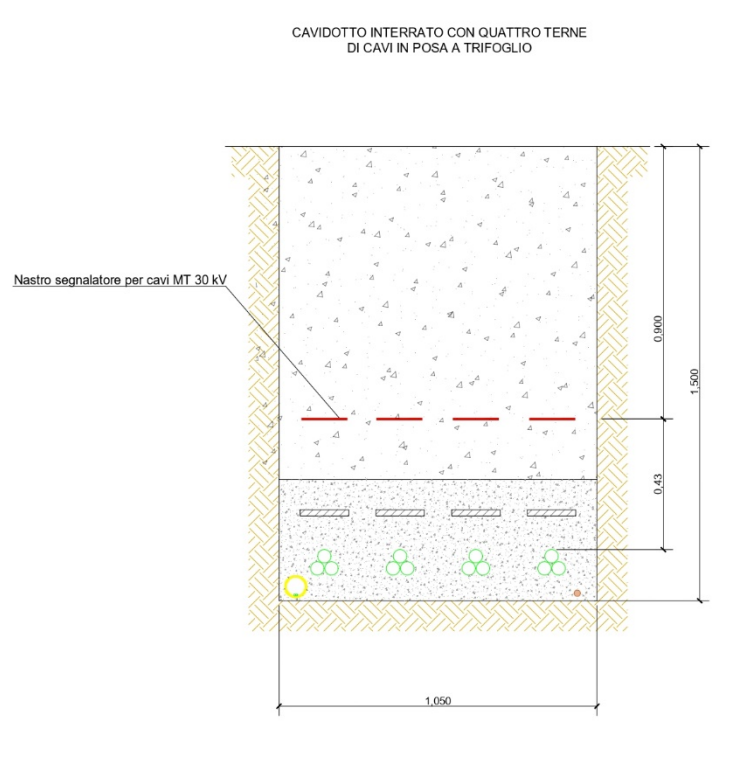 CAVIDOTTO INTERRATO CON QUATTRO TERNE
DI CAVI IN POSA A TRIFOGLIO
Nastro segnalatore per cavi MT 30 kV
0.900
1,500
0,43
1,050